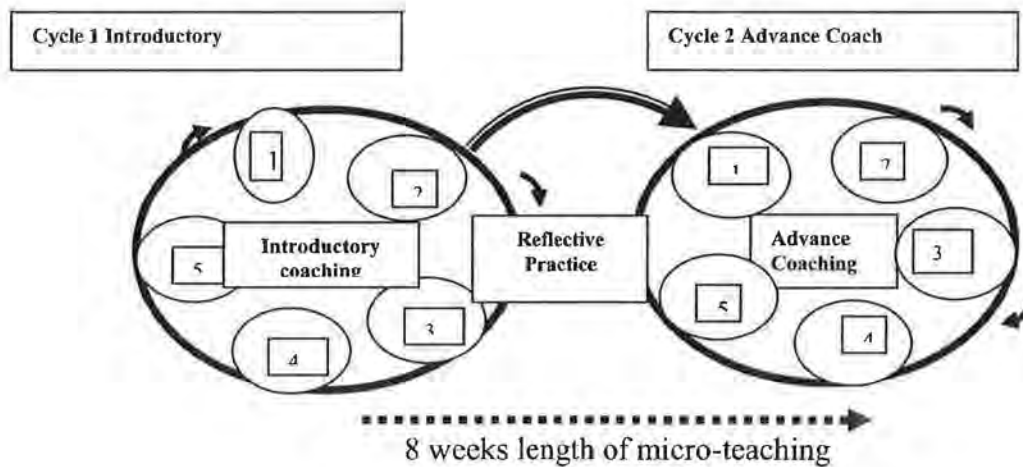 Cycle 1 Introductory
Cycle 2 Advance Coach
1
2
5
Introductory
coaching
3
4
Reflective
Practice
1
2
Advance
Coaching
3
5
4
8 weeks length of micro-teaching